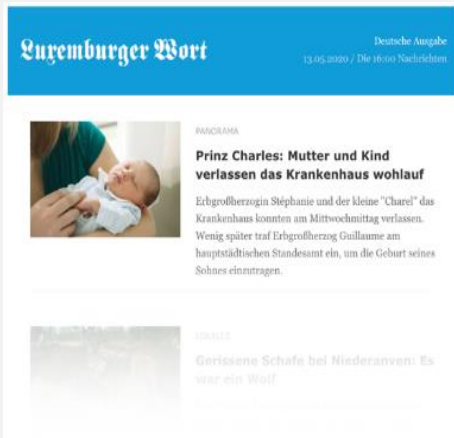 Luxemburger Wort
Deutsche Ausgabe
13.05.2020 / Die 16:00 Nachrichten
PANORAMA
Prinz Charles: Mutter und Kind
verlassen das Krankenhaus wohlauf
Erbgroßherzogin Stéphanie und der kleine "Charel" das
Krankenhaus konnten am Mittwochmittag verlassen.
Wenig später traf Erbgroßherzog Guillaume am
hauptstädtischen Standesamt ein, um die Geburt seines
Sohnes einzutragen.
LOKALES
Gerissene Schafe bei Niederanven: Es
war ein Wolf